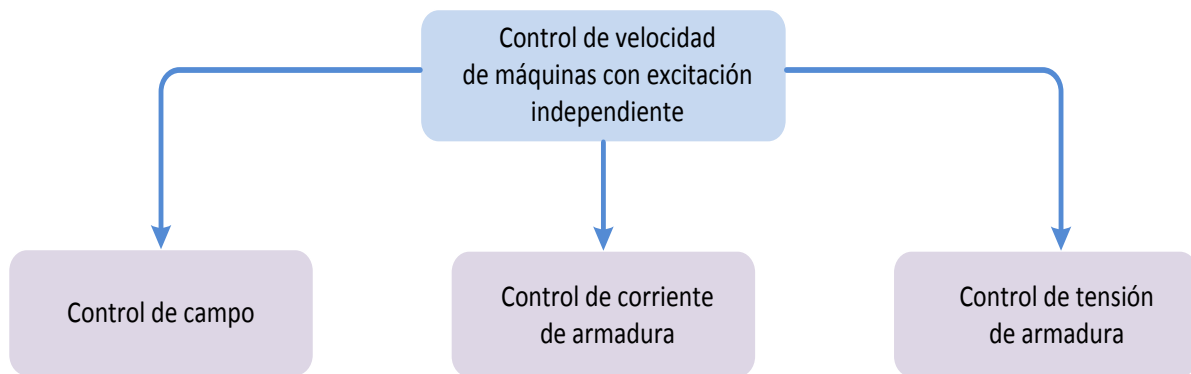 Control de velocidad
de máquinas con excitación
independiente
Control de campo
Control de corriente
de armadura
Control de tensión
de armadura